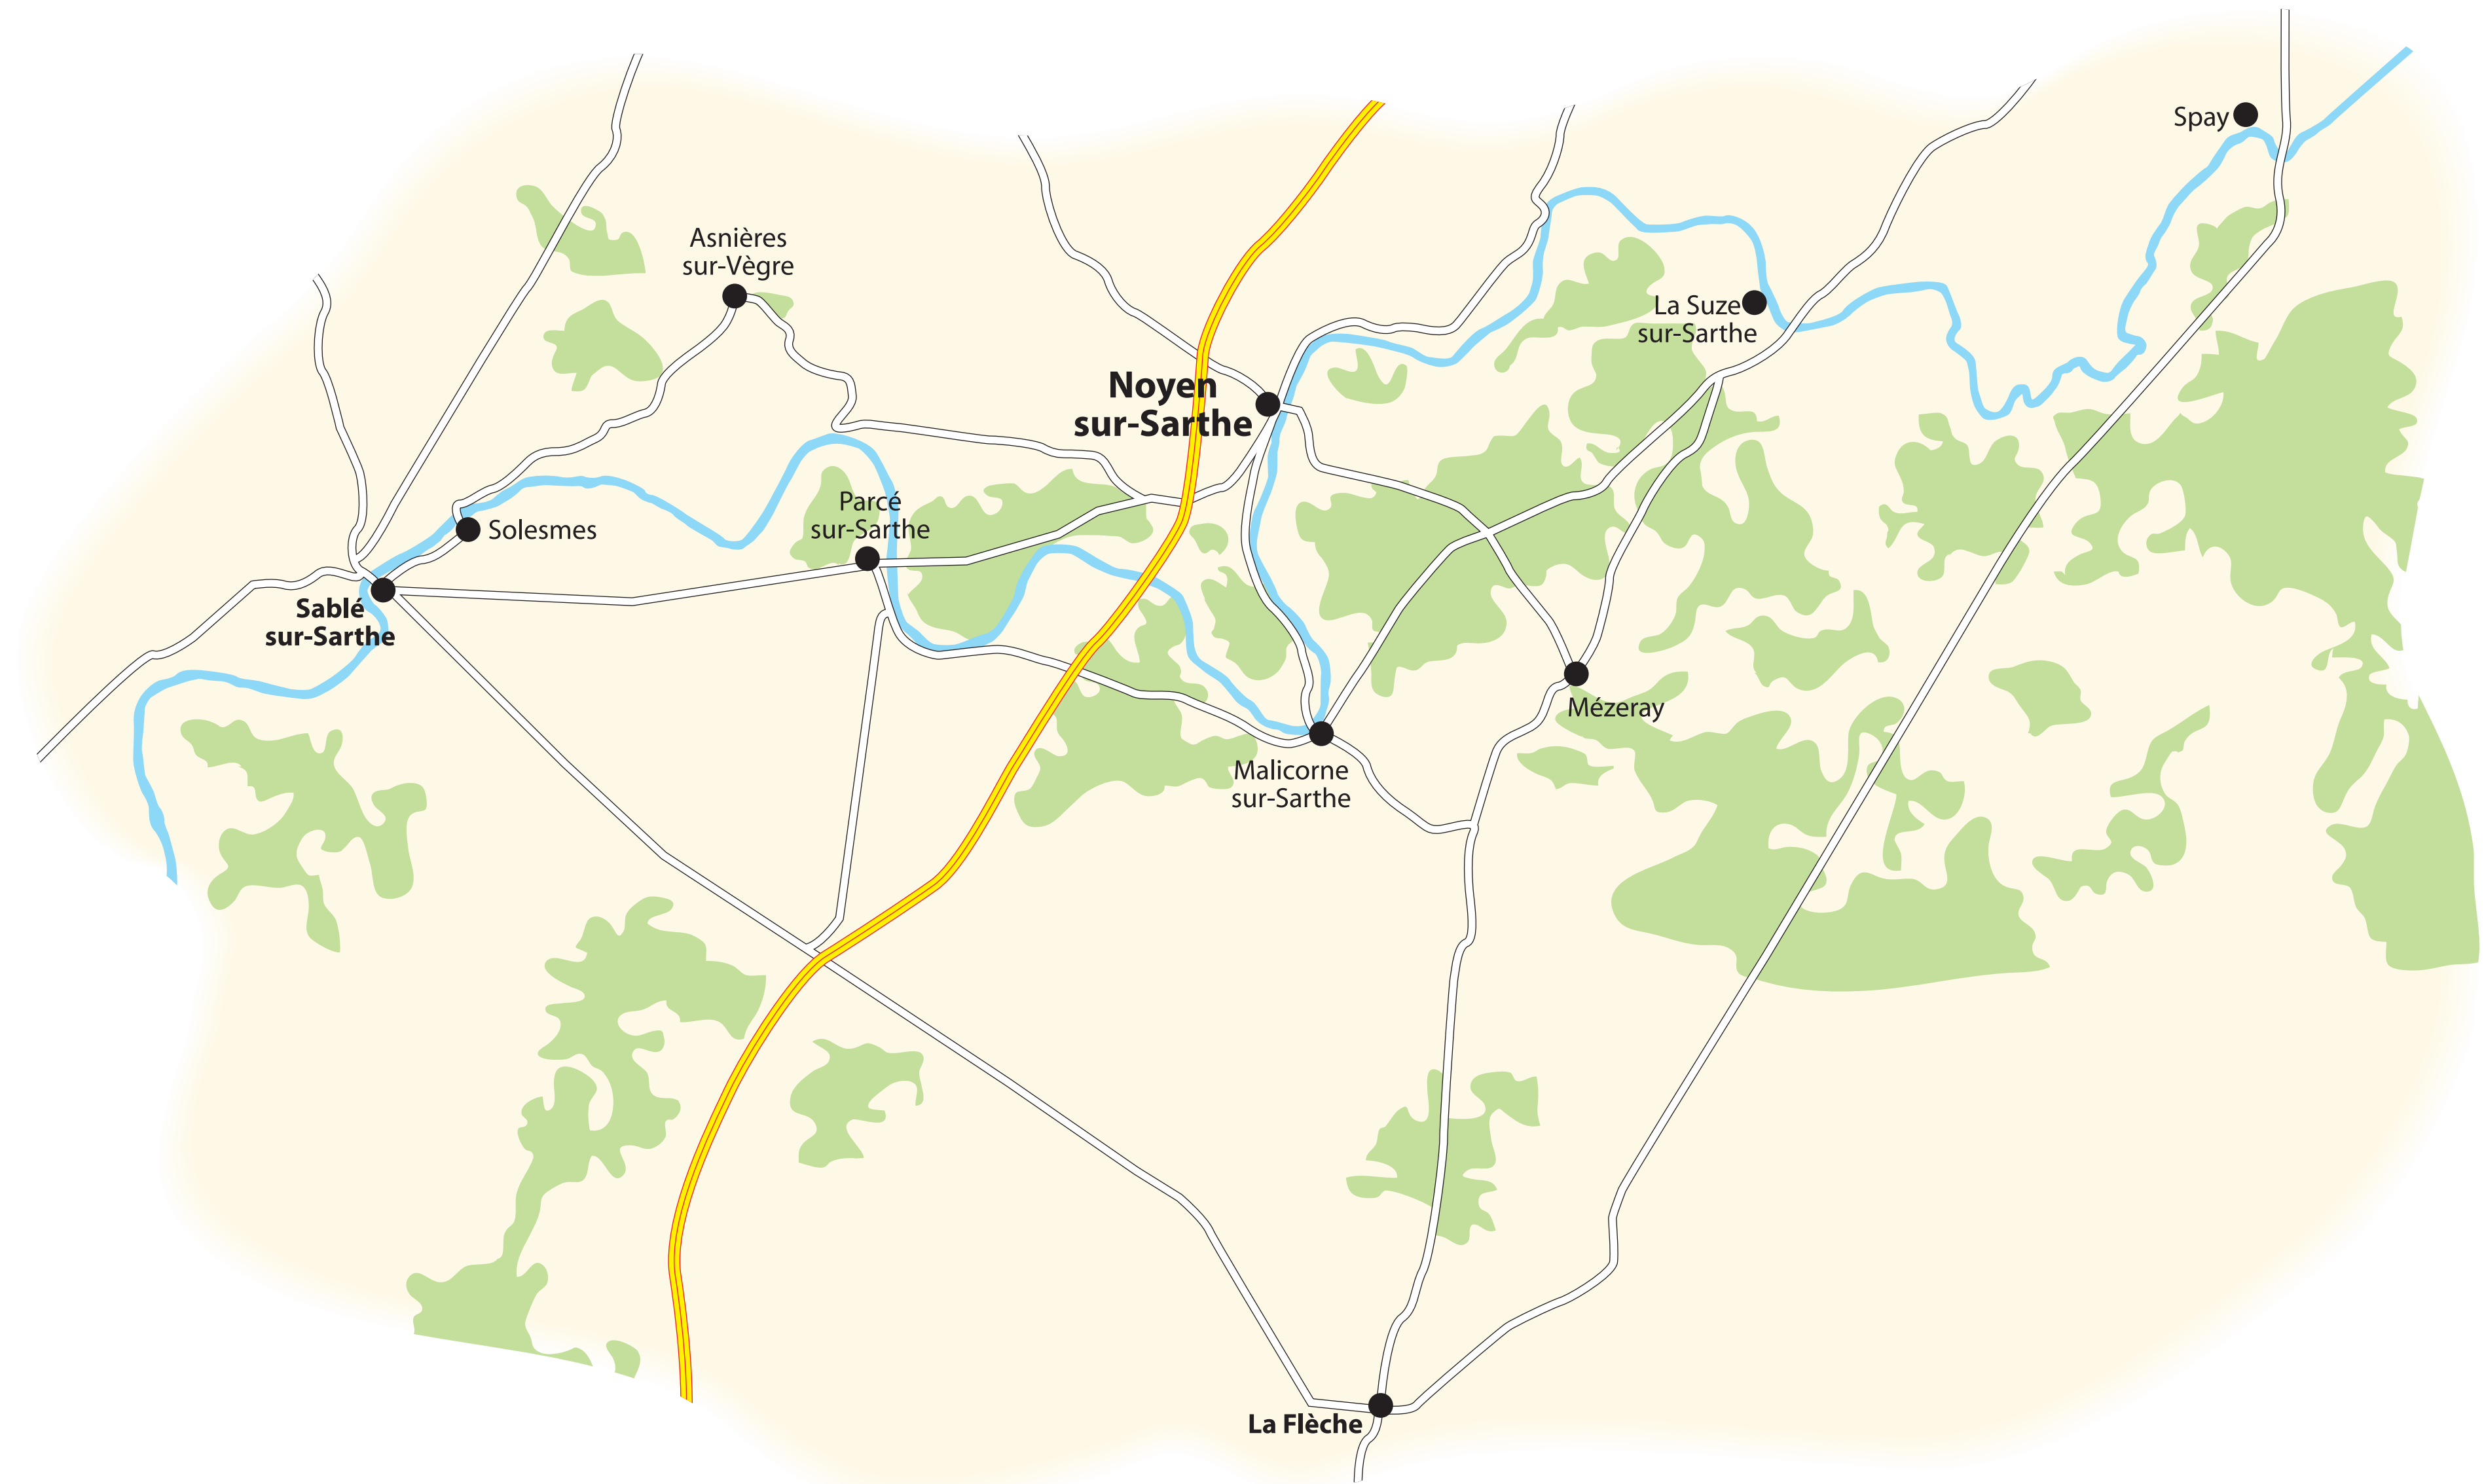 Spay
Asnières
sur-Vègre
La Suze
sur-Sarthe
Noyen
sur-Sarthe
Parcé
sur-Sarthe
Solesmes
Sablé
sur-Sarthe
Mézeray
Malicorne
sur-Sarthe
La Flèche